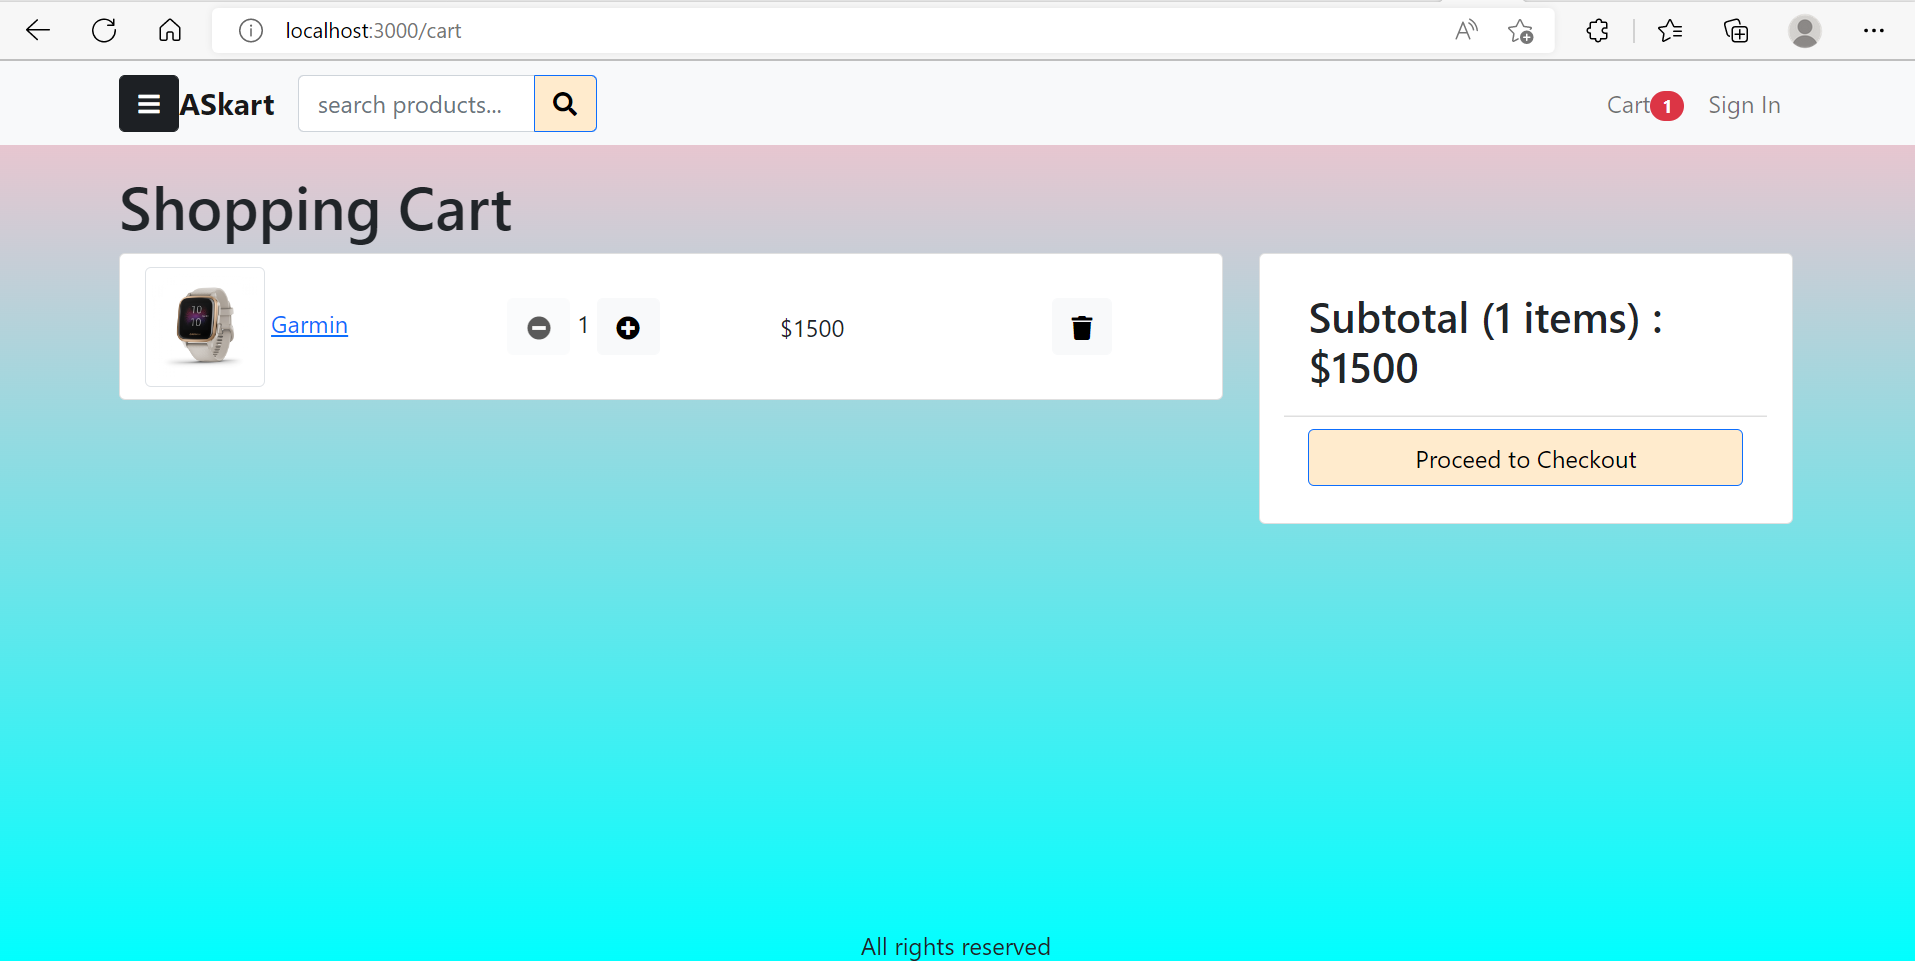 localhost:3000/cart
ASkart
search products...
Cart 1
Sign In
Shopping Cart
Garmin
1
$1500
Subtotal (1 items) :
$1500
Proceed to Checkout
All rights reserved